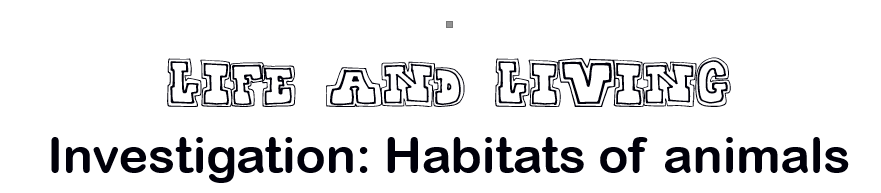 LIFE AND LIVING
Investigation: Habitats of animals